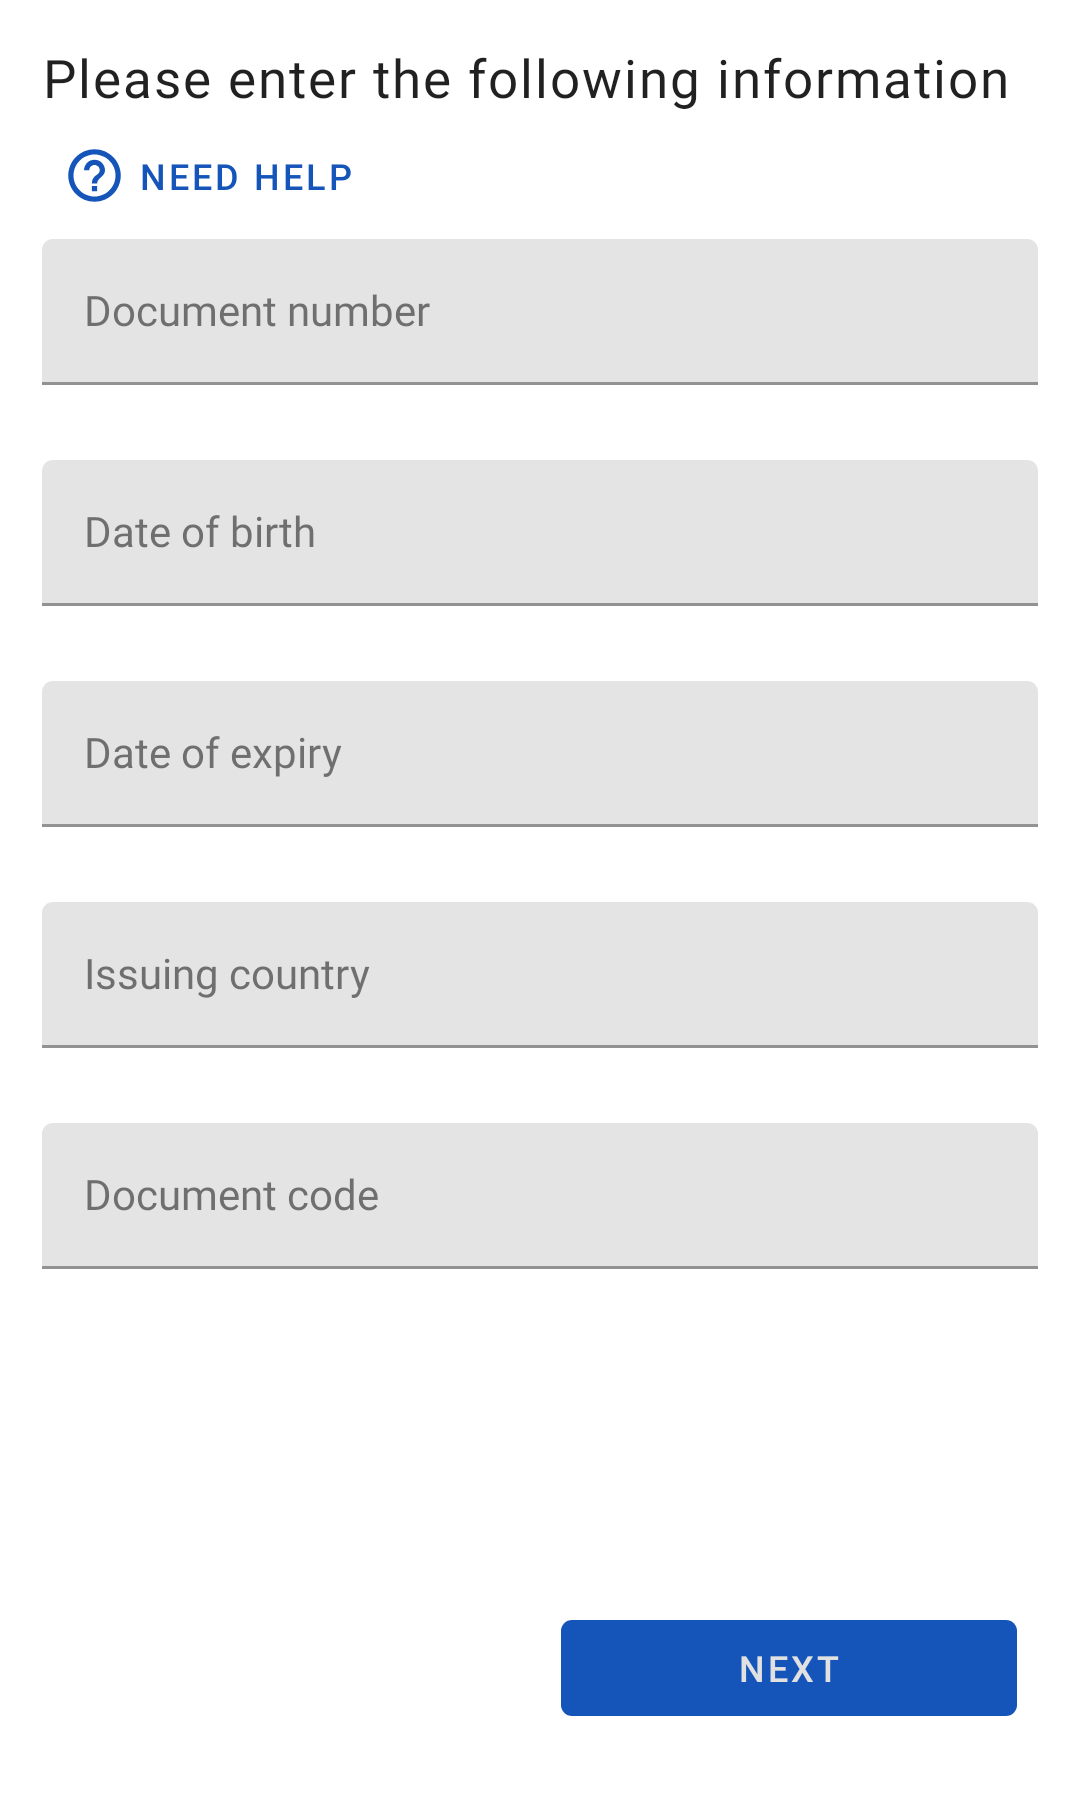 Please enter the following information
NEED HELP
Document number
Date of birth
Date of expiry
Issuing country
Document code
NEXT